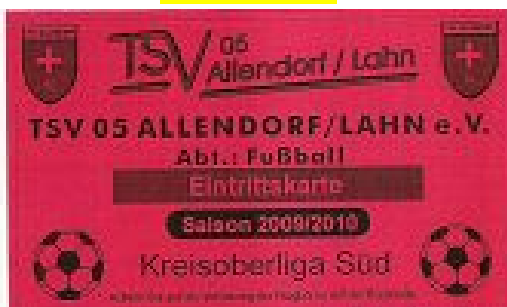 TSV 05
Allendorf / Lahn
TSV 05 ALLENDORF/LAHN e.V.
Abt.: Fußball
Eintrittskarte
Saison 2009/2010
Kreisoberliga Süd